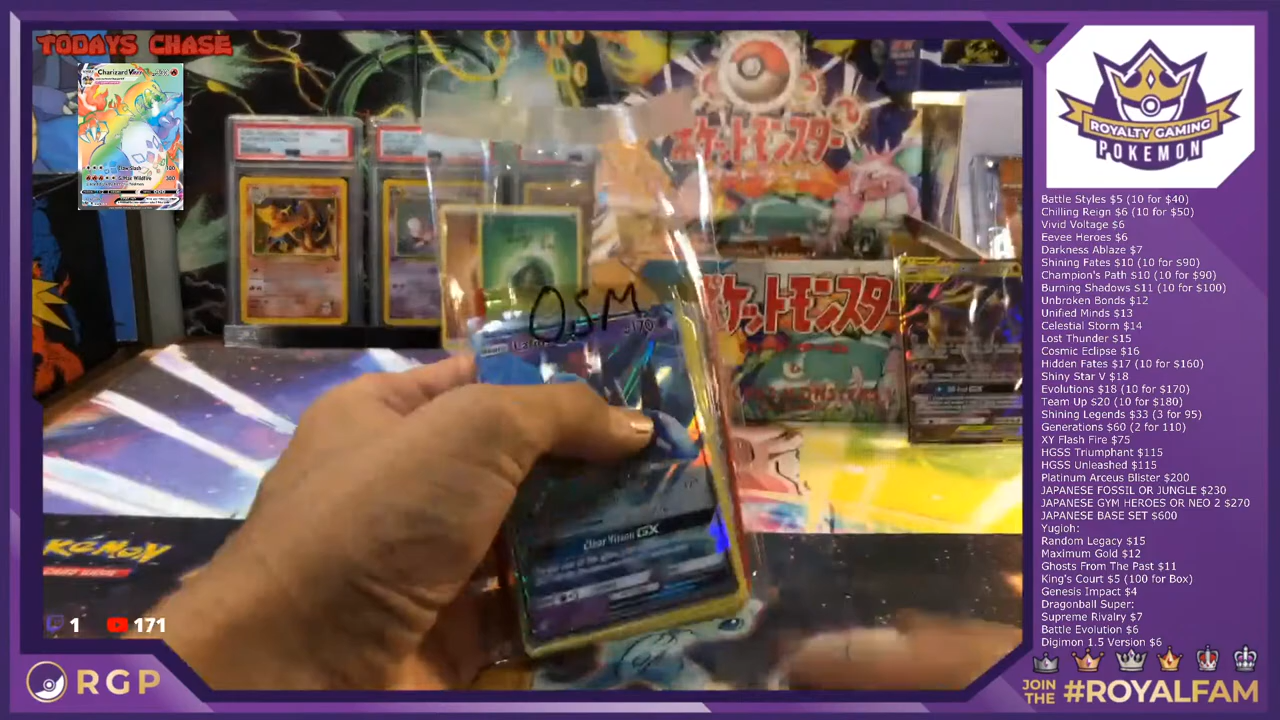 TODAYS CHASE
Charizard
ポケットモンスター
O,SM
170
ポケットモンスター
Clear Vision GX
POKéMON
1
171
RGP
ROYALTY GAMING
POKEMON
Battle Styles $5 (10 for $40)
Chilling Reign $6 (10 for $50)
Vivid Voltage $6
Eevee Heroes $6
Darkness Ablaze $7
Shining Fates $10 (10 for $90)
Champion's Path $10 (10 for $90)
Burning Shadows $11 (10 for $100)
Unbroken Bonds $12
Unified Minds $13
Celestial Storm $14
Lost Thunder $15
Cosmic Eclipse $16
Hidden Fates $17 (10 for $160)
Shiny Star V $18
Evolutions $18 (10 for $170)
Team Up $20 (10 for $180)
Shining Legends $33 (3 for 95)
Generations $60 (2 for 110)
XY Flash Fire $75
HGSS Triumphant $115
HGSS Unleashed $115
Platinum Arceus Blister $200
JAPANESE FOSSIL OR JUNGLE $230
JAPANESE GYM HEROES OR NEO 2 $270
JAPANESE BASE SET $600
Yugioh:
Random Legacy $15
Maximum Gold $12
Ghosts From The Past $11
King's Court $5 (100 for Box)
Genesis Impact $4
Dragonball Super:
Supreme Rivalry $7
Battle Evolution $6
Digimon 1.5 Version $6
JOIN
THE #ROYALFAM